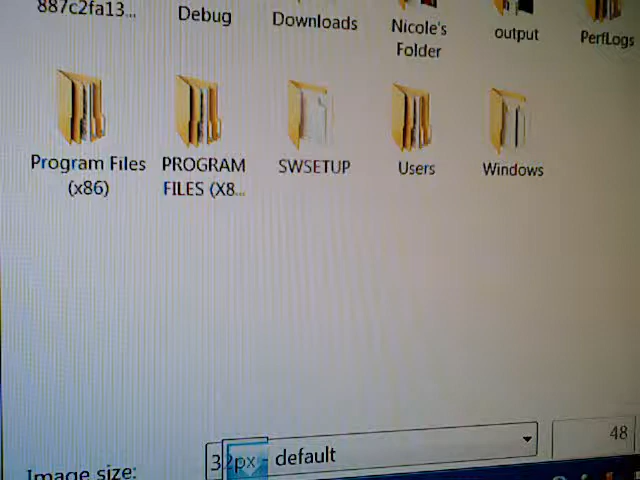 887c2fa13...
Debug
Downloads
Nicole's
Folder
output
PerfLogs
Program Files
(x86)
PROGRAM
FILES (X8...
SWSETUP
Users
Windows
Image size:
32px - default
48